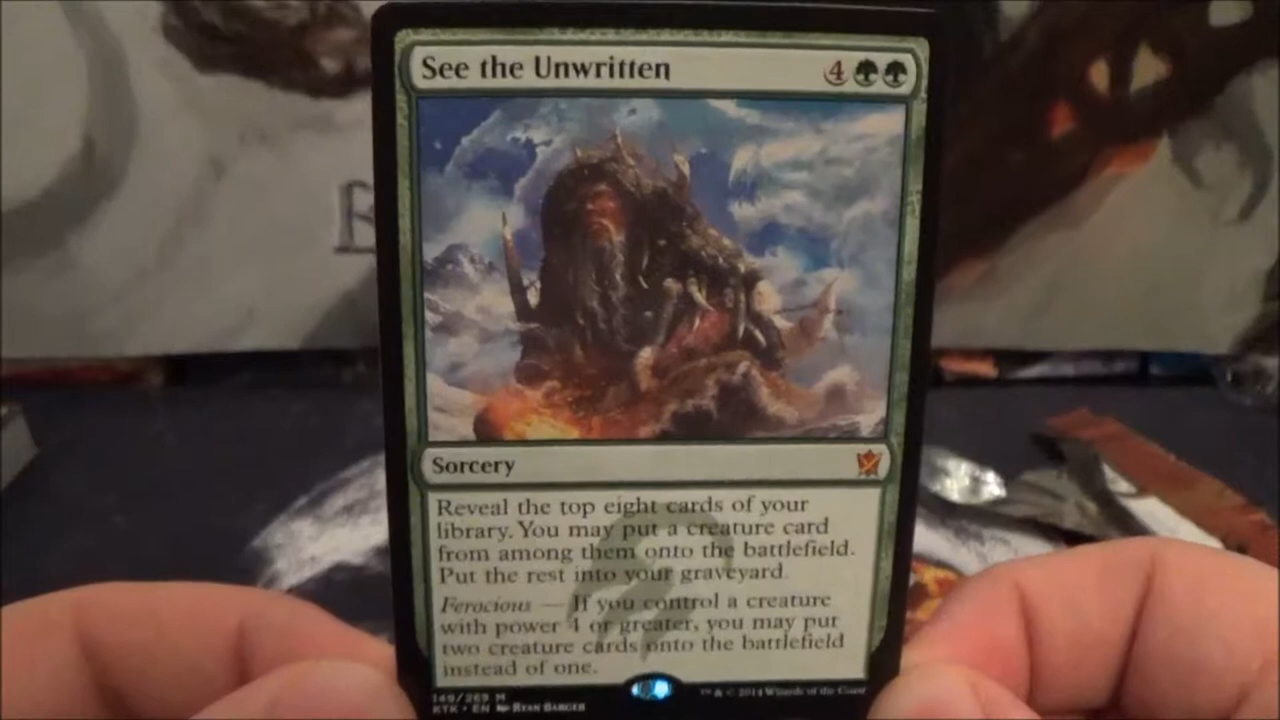 See the Unwritten 4
Sorcery
Reveal the top eight cards of your
library. You may put a creature card
from among them onto the battlefield.
Put the rest into your graveyard.
Ferocious — If you control a creature
with power 4 or greater, you may put
two creature cards onto the battlefield
instead of one.
149/269 M
KTK • EN Ryan Barger
™ & © 2014 Wizards of the Coast